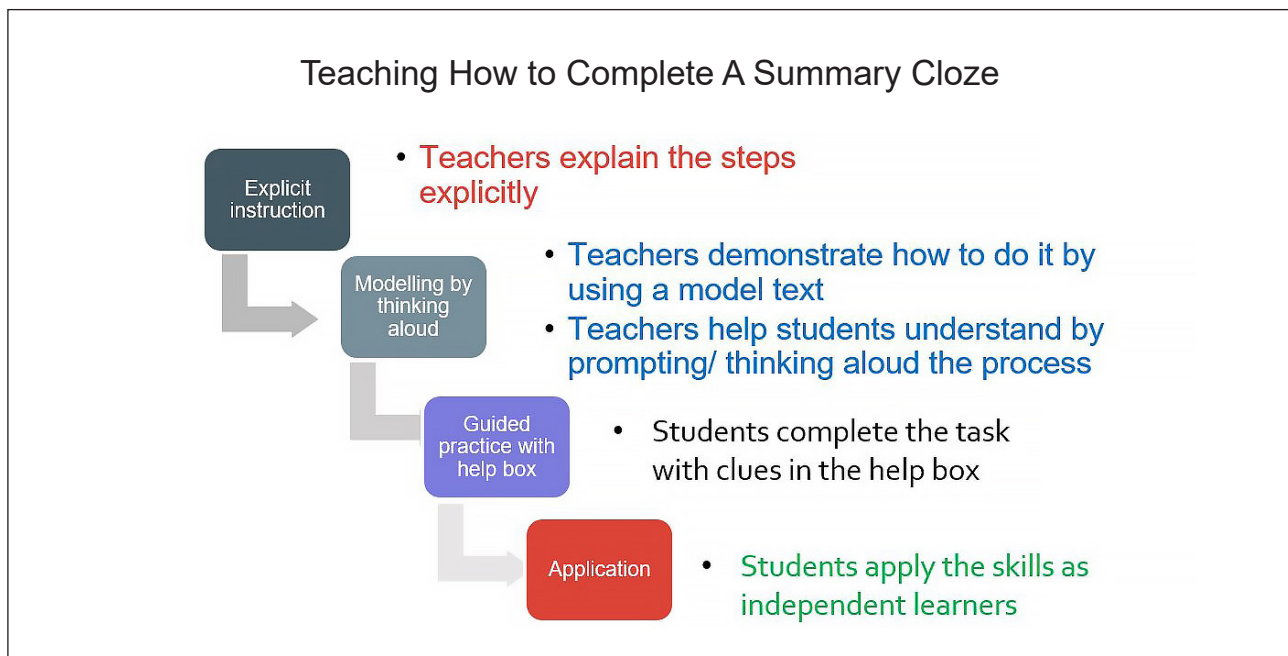 Teaching How to Complete A Summary Cloze
Explicit
instruction
• Teachers explain the steps
explicitly
Modelling by
thinking
aloud
• Teachers demonstrate how to do it by
using a model text
• Teachers help students understand by
prompting/ thinking aloud the process
Guided
practice with
help box
• Students complete the task
with clues in the help box
Application
• Students apply the skills as
independent learners